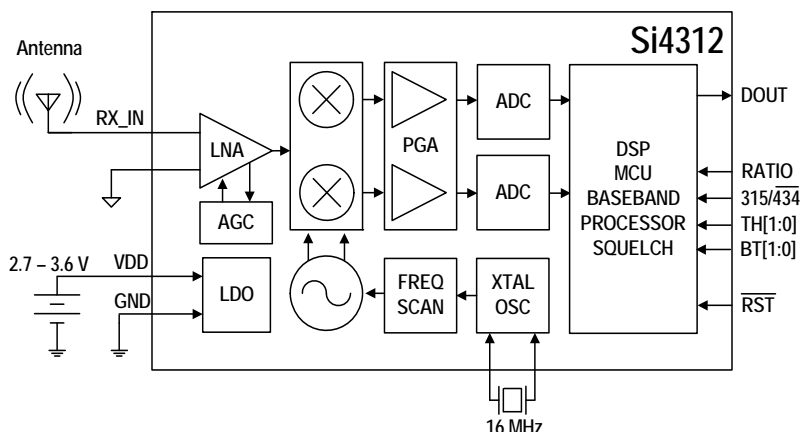 Si4312
Antenna
RX_IN
LNA
AGC
PGA
ADC
ADC
DSP
MCU
BASEBAND
PROCESSOR
SQUELCH
DOUT
RATIO
315/434
TH[1:0]
BT[1:0]
RST
2.7 – 3.6 V
VDD
GND
LDO
FREQ
SCAN
XTAL
OSC
16 MHz